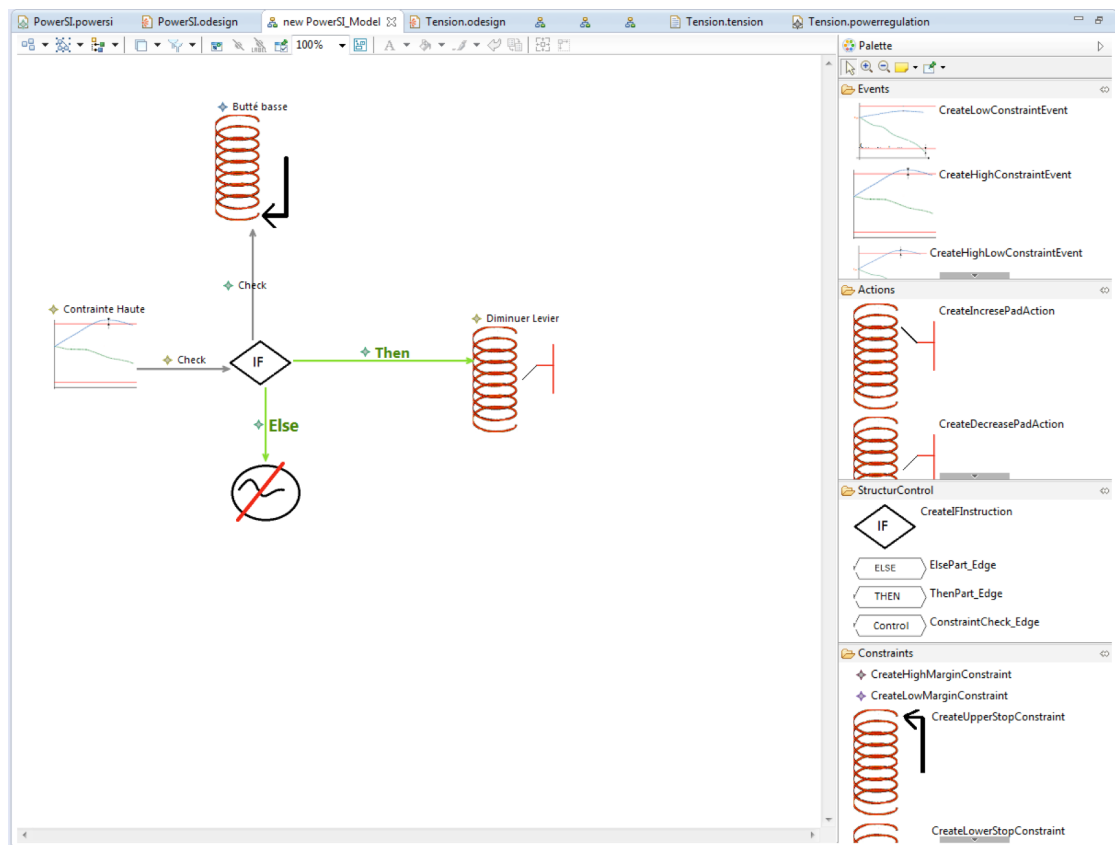 PowerSI.powersi
PowerSI.odesign
new PowerSI_Model
Tension.odesign
Tension.tension
Tension.powerregulation
100%
A
Palette
Events
CreateLowConstraintEvent
CreateHighConstraintEvent
CreateHighLowConstraintEvent
Actions
CreateIncresePadAction
CreateDecreasePadAction
StructurControl
CreateIFInstruction
IF
ELSE
ElsePart_Edge
THEN
ThenPart_Edge
Control
ConstraintCheck_Edge
Constraints
CreateHighMarginConstraint
CreateLowMarginConstraint
CreateUpperStopConstraint
CreateLowerStopConstraint
Butté basse
Check
Contrainte Haute
Check
IF
Then
Diminuer Levier
Else